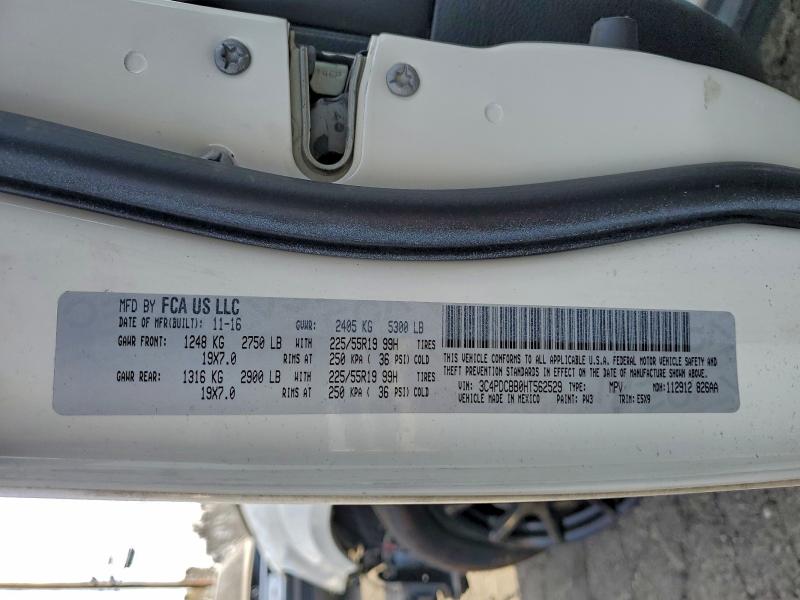 MFD BY FCA US LLC
DATE OF MFR(BUILT): 11-16 GVWR: 2405 KG 5300 LB
GAWR FRONT: 1248 KG 2750 LB WITH 225/55R19 99H TIRES
19X7.0 RIMS AT 250 KPA ( 36 PSI) COLD
GAWR REAR: 1316 KG 2900 LB WITH 225/55R19 99H TIRES
19X7.0 RIMS AT 250 KPA ( 36 PSI) COLD
THIS VEHICLE CONFORMS TO ALL APPLICABLE U.S.A. FEDERAL MOTOR VEHICLE SAFETY AND
THEFT PREVENTION STANDARDS IN EFFECT ON THE DATE OF MANUFACTURE SHOWN ABOVE.
VIN: 3C4PDCBB0HT562529 TYPE: MPV MDH: 112912 826AA
VEHICLE MADE IN MEXICO PAINT: PW3 TRIM: E5X9